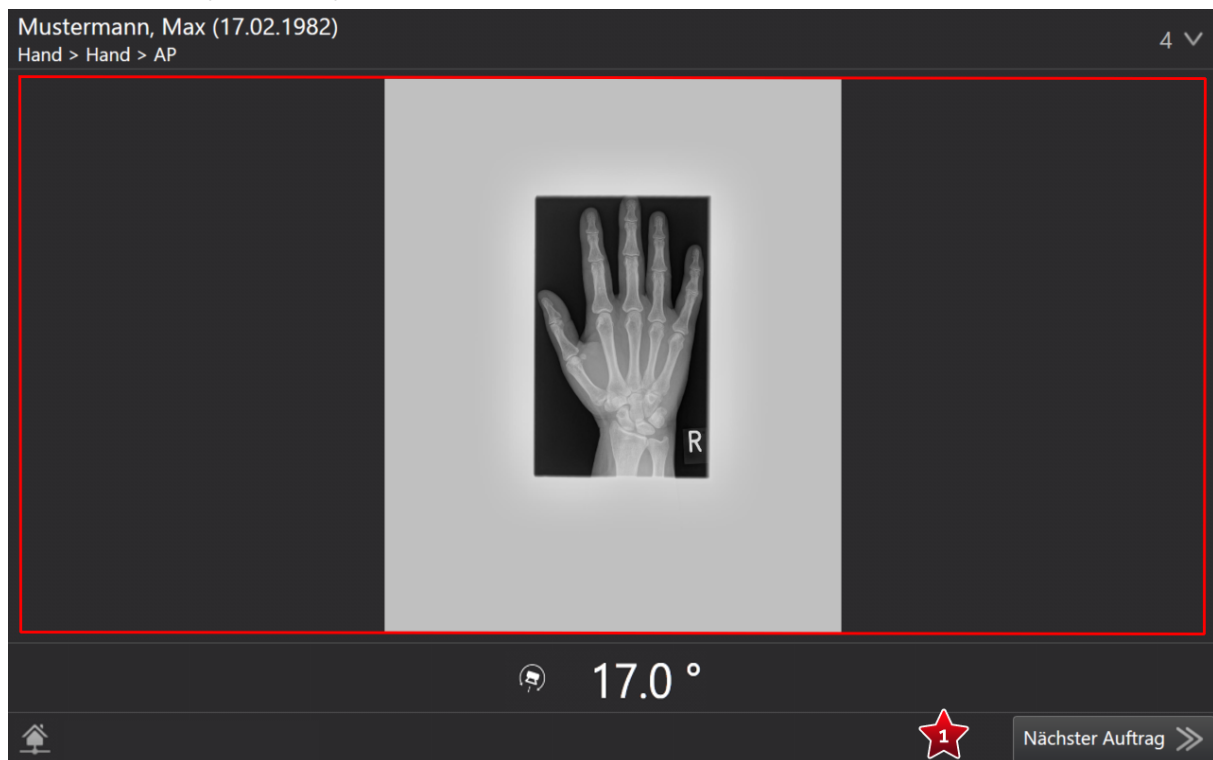 Mustermann, Max (17.02.1982)
Hand > Hand > AP
4
R
17.0 °
1
Nächster Auftrag